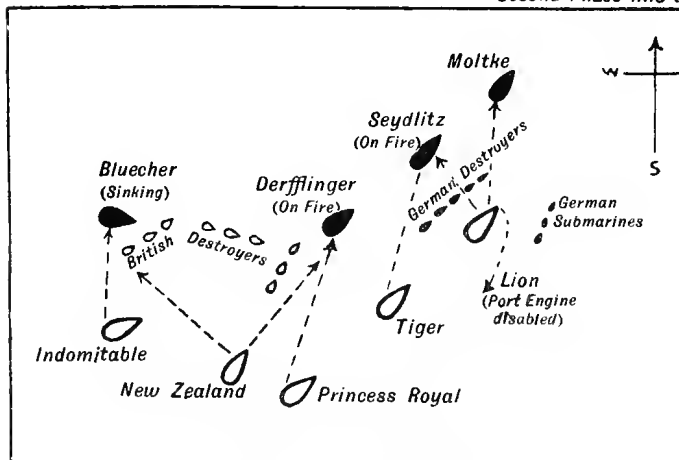 Moltke
W
S
Seydlitz
(On Fire)
German Destroyers
Bluecher
(Sinking)
Derfflinger
(On Fire)
German
Submarines
British Destroyers
Lion
(Port Engine
disabled)
Tiger
Indomitable
New Zealand
Princess Royal